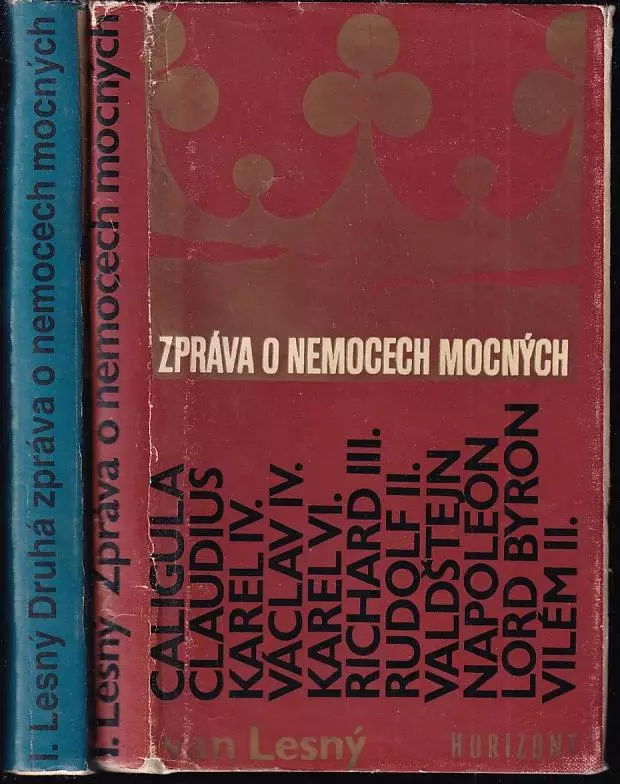 I. Lesný Druhá zpráva o nemocech mocných
I. Lesný Zpráva o nemocech mocných
ZPRÁVA O NEMOCECH MOCNÝCH
CALIGULA
CLAUDIUS
KAREL IV.
VÁCLAV IV.
KAREL VI.
RICHARD III.
RUDOLF II.
VALDŠTEJN
NAPOLEON
LORD BYRON
VILÉM II.
Ivan Lesný
HORIZONT